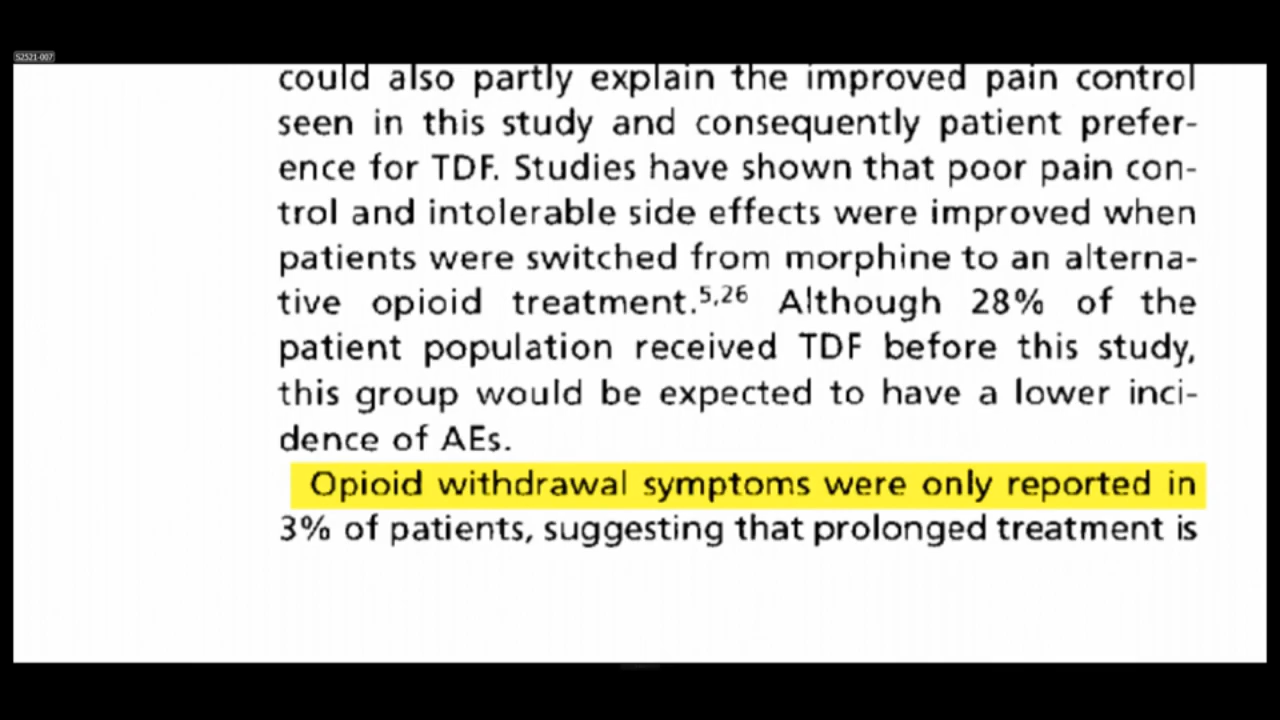 S2521-007
could also partly explain the improved pain control
seen in this study and consequently patient prefer-
ence for TDF. Studies have shown that poor pain con-
trol and intolerable side effects were improved when
patients were switched from morphine to an alterna-
tive opioid treatment.5,26 Although 28% of the
patient population received TDF before this study,
this group would be expected to have a lower inci-
dence of AEs.
Opioid withdrawal symptoms were only reported in
3% of patients, suggesting that prolonged treatment is